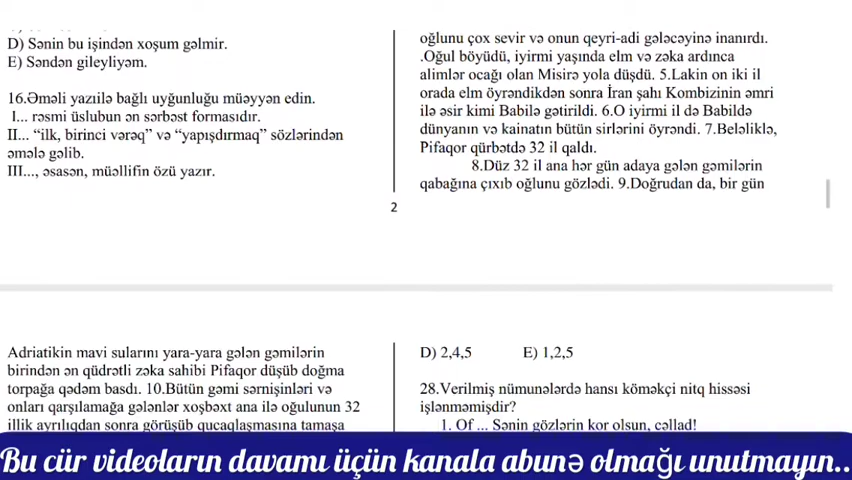 D) Sənin bu işindən xoşum gəlmir.
E) Səndən gileyliyəm.
16.Əməli yazıilə bağlı uyğunluğu müəyyən edin.
I... rəsmi üslubun ən sərbəst formasıdır.
II... “ilk, birinci vərəq” və “yapışdırmaq” sözlərindən
əmələ gəlib.
III..., əsasən, müəllifin özü yazır.
oğlunu çox sevir və onun qeyri-adi gələcəyinə inanırdı.
.Oğul böyüdü, iyirmi yaşında elm və zəka ardınca
alimlər ocağı olan Misirə yola düşdü. 5.Lakin on iki il
orada elm öyrəndikdən sonra İran şahı Kombizinin əmri
ilə əsir kimi Babilə gətirildi. 6.O iyirmi il də Babildə
dünyanın və kainatın bütün sirlərini öyrəndi. 7.Beləliklə,
Pifaqor qürbətdə 32 il qaldı.
8.Düz 32 il ana hər gün adaya gələn gəmilərin
qabağına çıxıb oğlunu gözlədi. 9.Doğrudan da, bir gün
2
Adriatikin mavi sularını yara-yara gələn gəmilərin
birindən ən qüdrətli zəka sahibi Pifaqor düşüb doğma
torpağa qədəm basdı. 10.Bütün gəmi sərnişinləri və
onları qarşılamağa gələnlər xoşbəxt ana ilə oğulunun 32
illik ayrılıqdan sonra görüşüb qucaqlaşmasına tamaşa
D) 2,4,5 E) 1,2,5
28.Verilmiş nümunələrdə hansı köməkçi nitq hissəsi
işlənməmişdir?
1. Of ... Sənin gözlərin kor olsun, cəllad!
Bu cür videoların davamı üçün kanala abunə olmağı unutmayın..